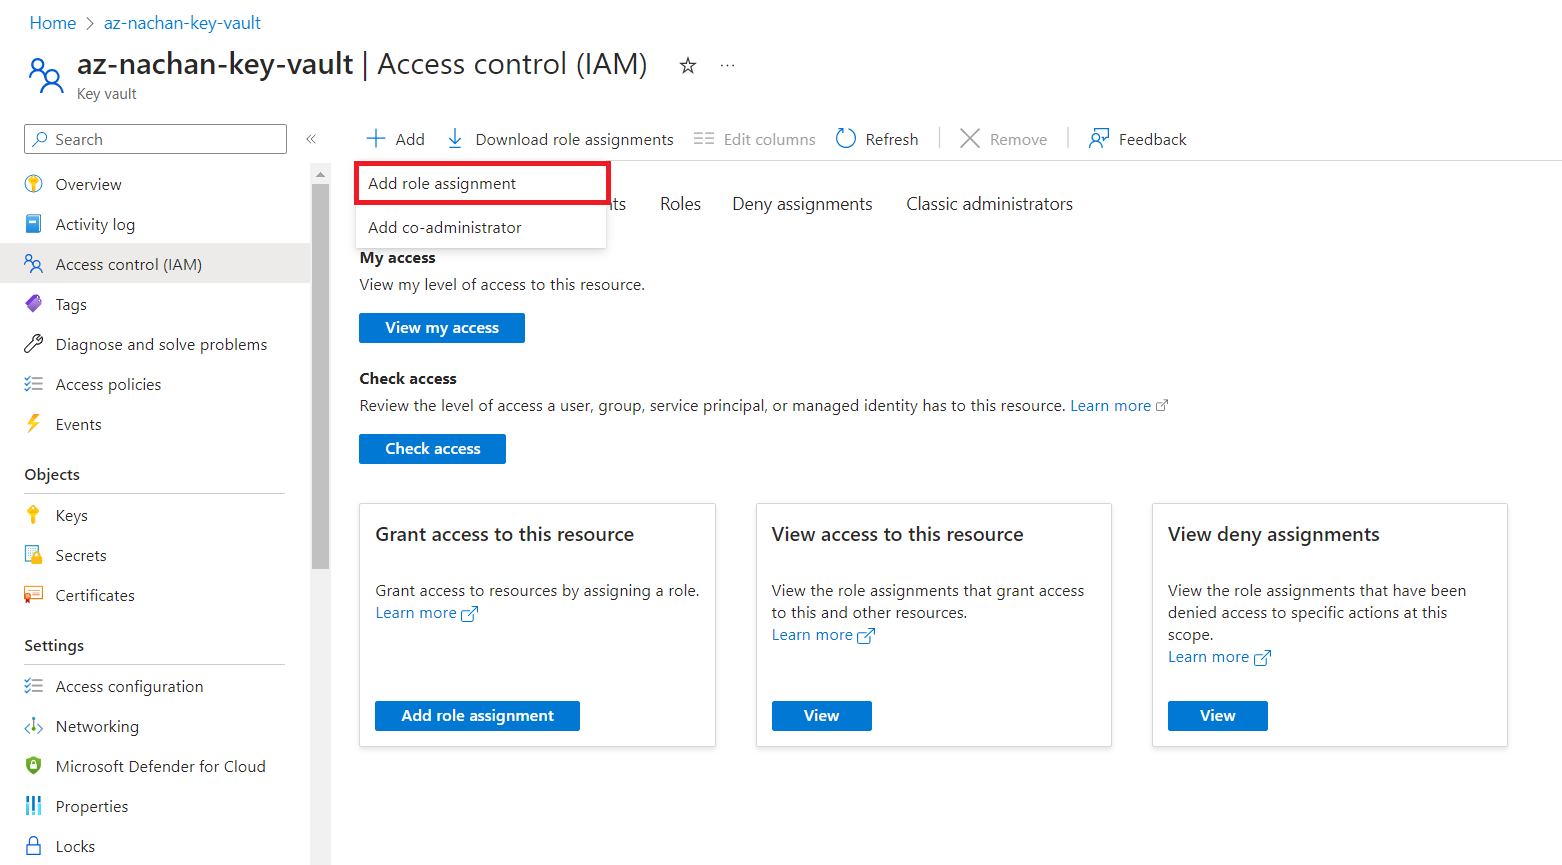 Home > az-nachan-key-vault
az-nachan-key-vault | Access control (IAM)
Key vault
Search
Add
Download role assignments
Edit columns
Refresh
Remove
Feedback
Overview
Activity log
Access control (IAM)
Tags
Diagnose and solve problems
Access policies
Events
Objects
Keys
Secrets
Certificates
Settings
Access configuration
Networking
Microsoft Defender for Cloud
Properties
Locks
Add role assignment
Add co-administrator
Roles
Deny assignments
Classic administrators
My access
View my level of access to this resource.
View my access
Check access
Review the level of access a user, group, service principal, or managed identity has to this resource. Learn more
Check access
Grant access to this resource
Grant access to resources by assigning a role.
Learn more
Add role assignment
View access to this resource
View the role assignments that grant access
to this and other resources.
Learn more
View
View deny assignments
View the role assignments that have been
denied access to specific actions at this
scope.
Learn more
View